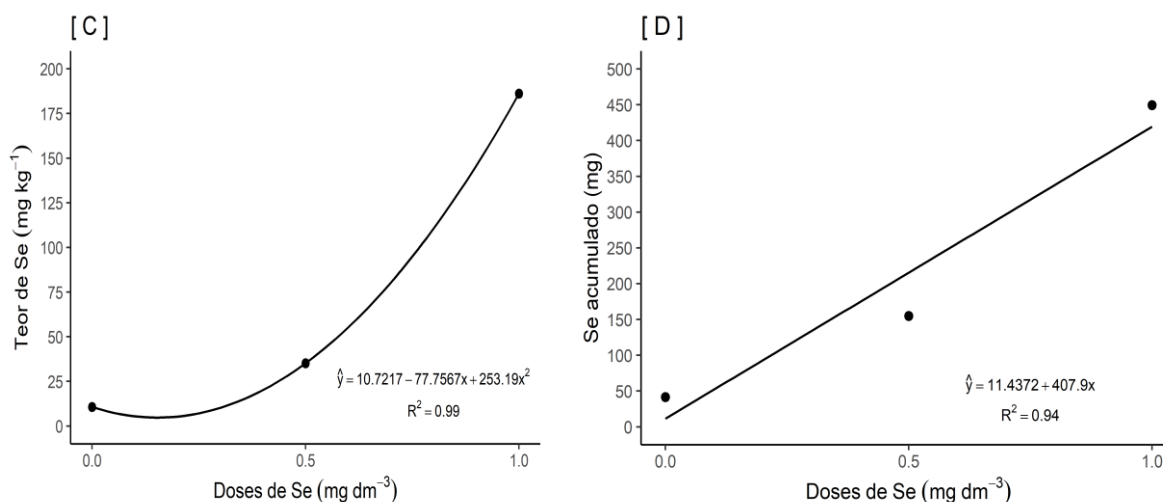 [ C ]
Teor de Se (mg kg⁻¹)
200
175
150
125
100
75
50
25
0
ŷ = 10.7217 − 77.7567x + 253.19x²
R² = 0.99
0.0 0.5 1.0
Doses de Se (mg dm⁻³)
[ D ]
Se acumulado (mg)
500
450
400
350
300
250
200
150
100
50
0
ŷ = 11.4372 + 407.9x
R² = 0.94
0.0 0.5 1.0
Doses de Se (mg dm⁻³)